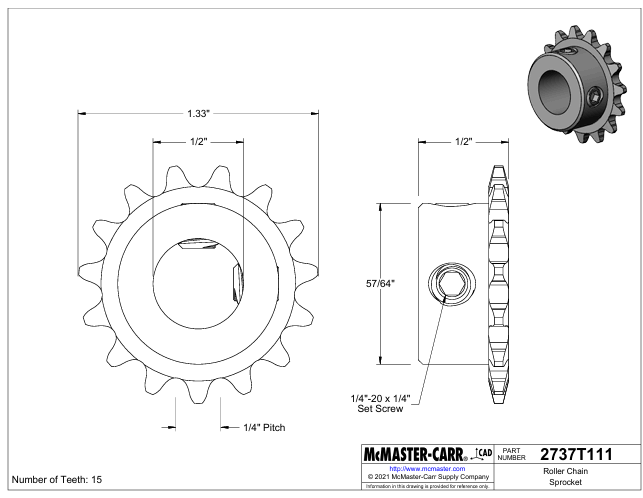 1.33"
1/2"
1/2"
57/64"
1/4"-20 x 1/4"
Set Screw
1/4" Pitch
Number of Teeth: 15
McMASTER-CARR® CAD
http://www.mcmaster.com
© 2021 McMaster-Carr Supply Company
Information in this drawing is provided for reference only.
PART
NUMBER
2737T111
Roller Chain
Sprocket